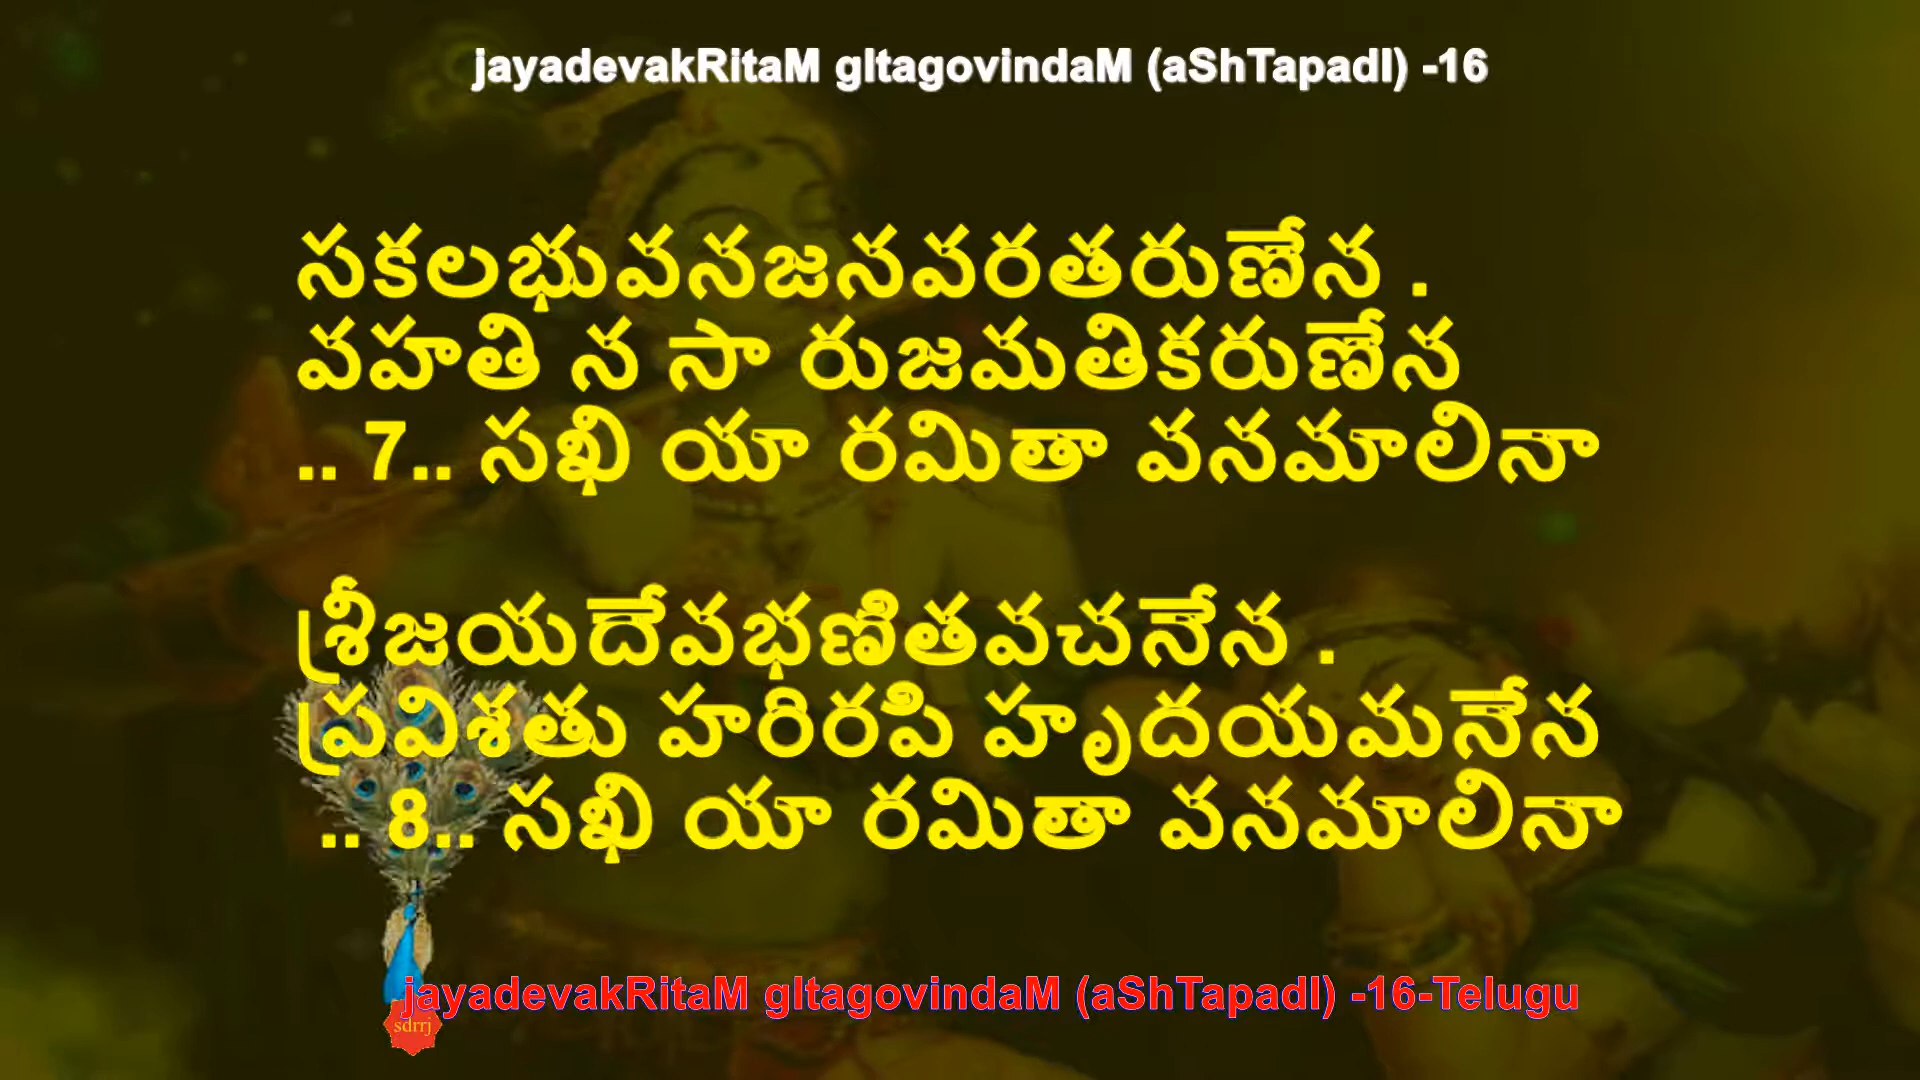 jayadevakRitaM gItagovindaM (aShTapadI) -16
సకలభువనజనవరతరుణేన .
వహతి న సా రుజమతికరుణేన
.. 7.. సఖి యా రమితా వనమాలినా
శ్రీజయదేవభణితవచనేన .
ప్రవిశతు హరిరపి హృదయమనేన
.. 8.. సఖి యా రమితా వనమాలినా
jayadevakRitaM gItagovindaM (aShTapadI) -16-Telugu
sdrrj